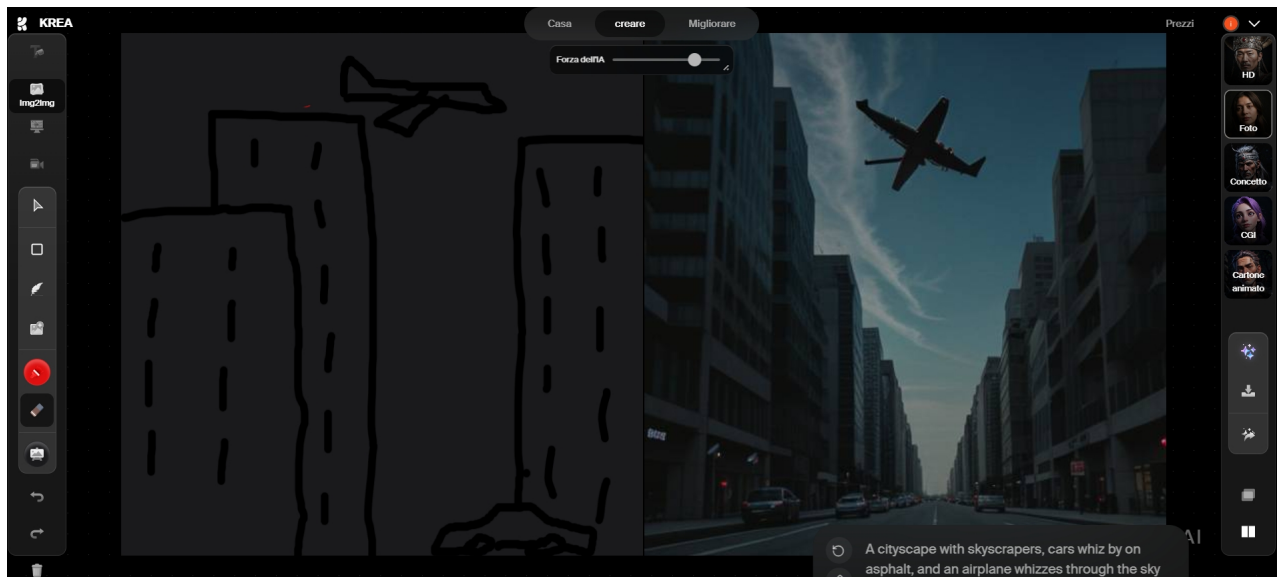 KREA
Casa
creare
Migliorare
Prezzi
Forza dell'IA
Img2Img
HD
Foto
Concetto
CGI
Cartone
animato
A cityscape with skyscrapers, cars whiz by on
asphalt, and an airplane whizzes through the sky
AI